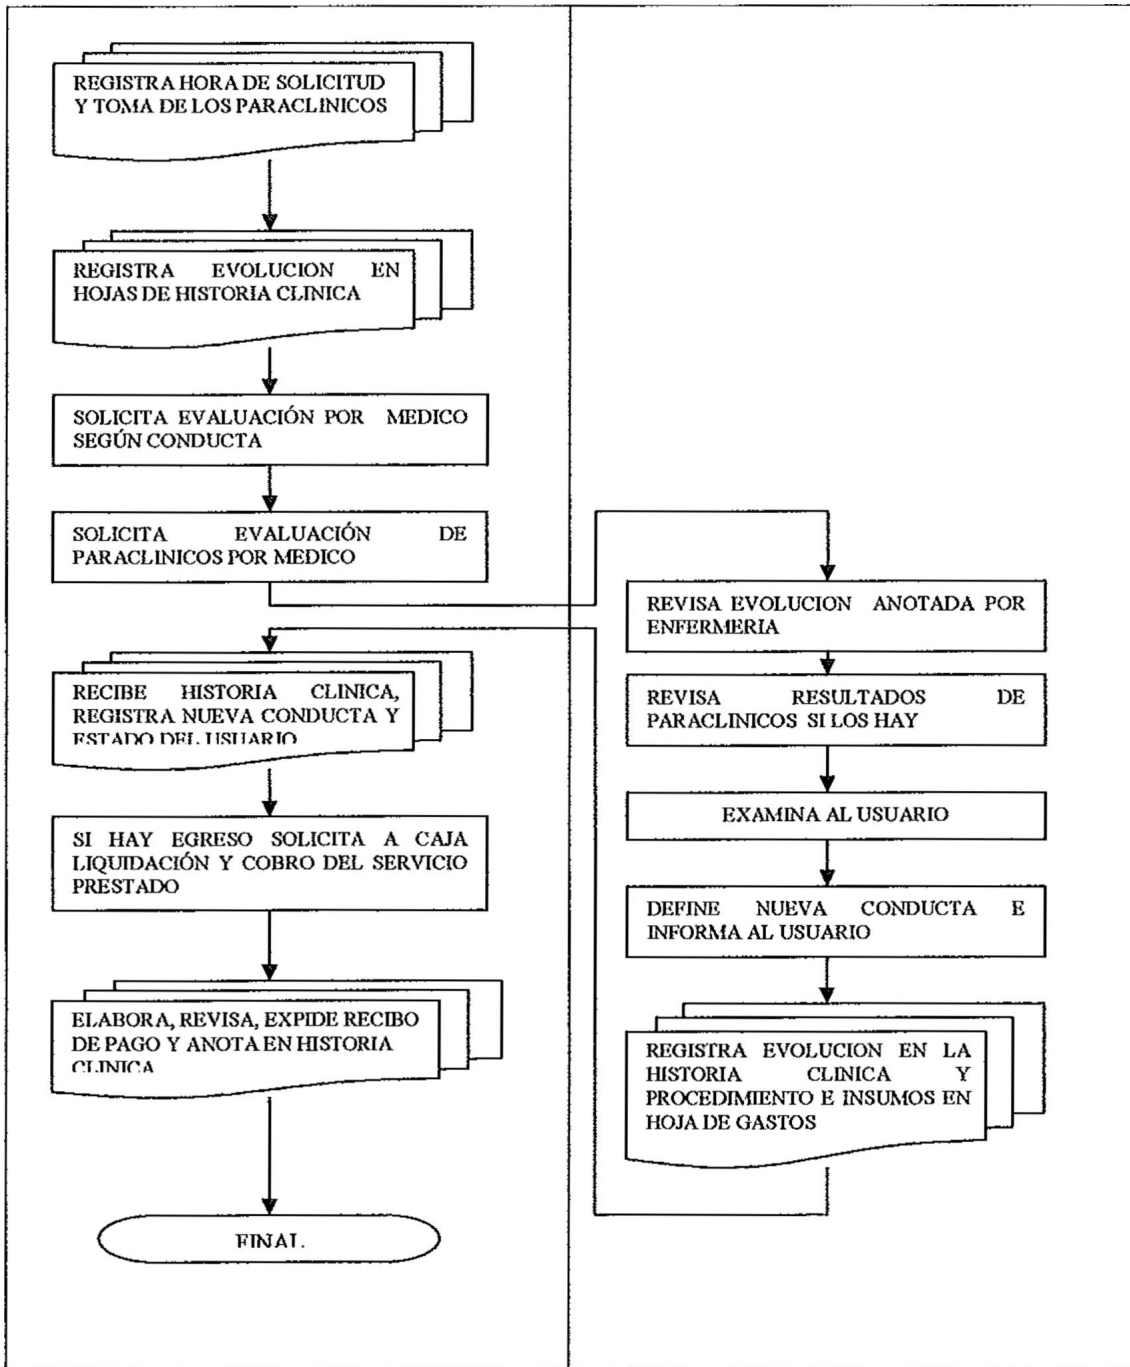 REGISTRA HORA DE SOLICITUD
Y TOMA DE LOS PARACLINICOS
REGISTRA EVOLUCION EN
HOJAS DE HISTORIA CLINICA
SOLICITA EVALUACIÓN POR MEDICO
SEGÚN CONDUCTA
SOLICITA EVALUACIÓN DE
PARACLINICOS POR MEDICO
REVISA EVOLUCION ANOTADA POR
ENFERMERIA
REVISA RESULTADOS DE
PARACLINICOS SI LOS HAY
EXAMINA AL USUARIO
DEFINE NUEVA CONDUCTA E
INFORMA AL USUARIO
REGISTRA EVOLUCION EN LA
HISTORIA CLINICA Y
PROCEDIMIENTO E INSUMOS EN
HOJA DE GASTOS
RECIBE HISTORIA CLINICA,
REGISTRA NUEVA CONDUCTA Y
ESTADO DEL USUARIO
SI HAY EGRESO SOLICITA A CAJA
LIQUIDACIÓN Y COBRO DEL SERVICIO
PRESTADO
ELABORA, REVISA, EXPIDE RECIBO
DE PAGO Y ANOTA EN HISTORIA
CLINICA
FINAL